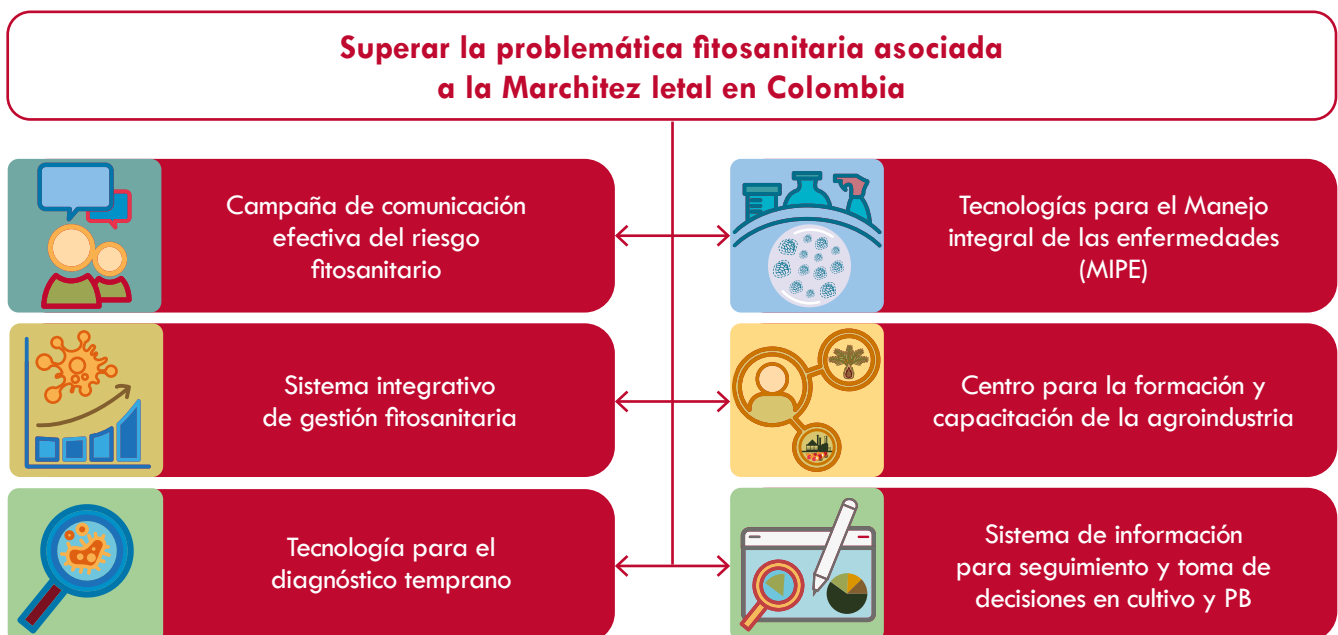 Superar la problemática fitosanitaria asociada
a la Marchitez letal en Colombia
Campaña de comunicación
efectiva del riesgo
fitosanitario
Tecnologías para el Manejo
integral de las enfermedades
(MIPE)
Sistema integrativo
de gestión fitosanitaria
Centro para la formación y
capacitación de la agroindustria
Tecnología para el
diagnóstico temprano
Sistema de información
para seguimiento y toma de
decisiones en cultivo y PB